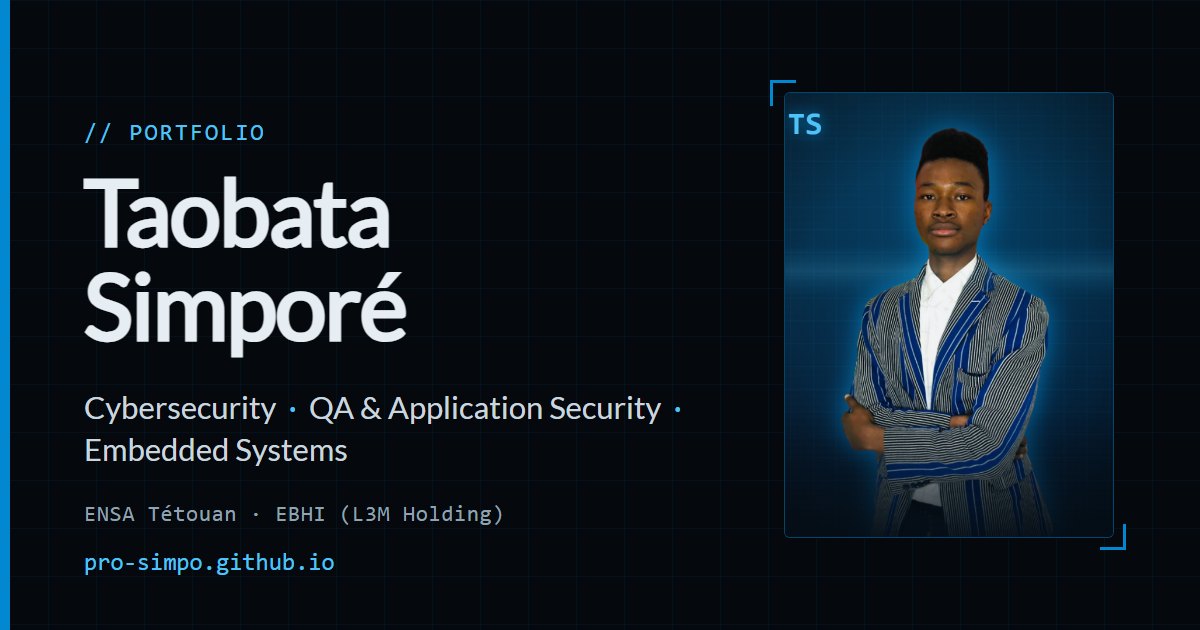 // PORTFOLIO
Taobata
Simporé
Cybersecurity · QA & Application Security ·
Embedded Systems
ENSA Tétouan · EBHI (L3M Holding)
pro-simpo.github.io
TS